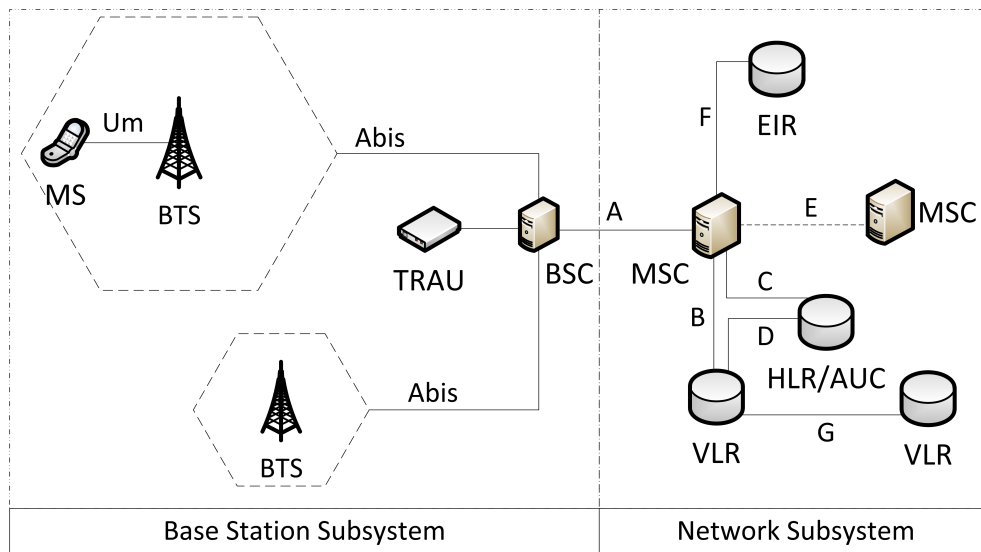 Um
MS
BTS
Abis
TRAU
BSC
Abis
BTS
Base Station Subsystem
EIR
F
A
MSC
E
MSC
C
B
D
HLR/AUC
VLR
G
VLR
Network Subsystem